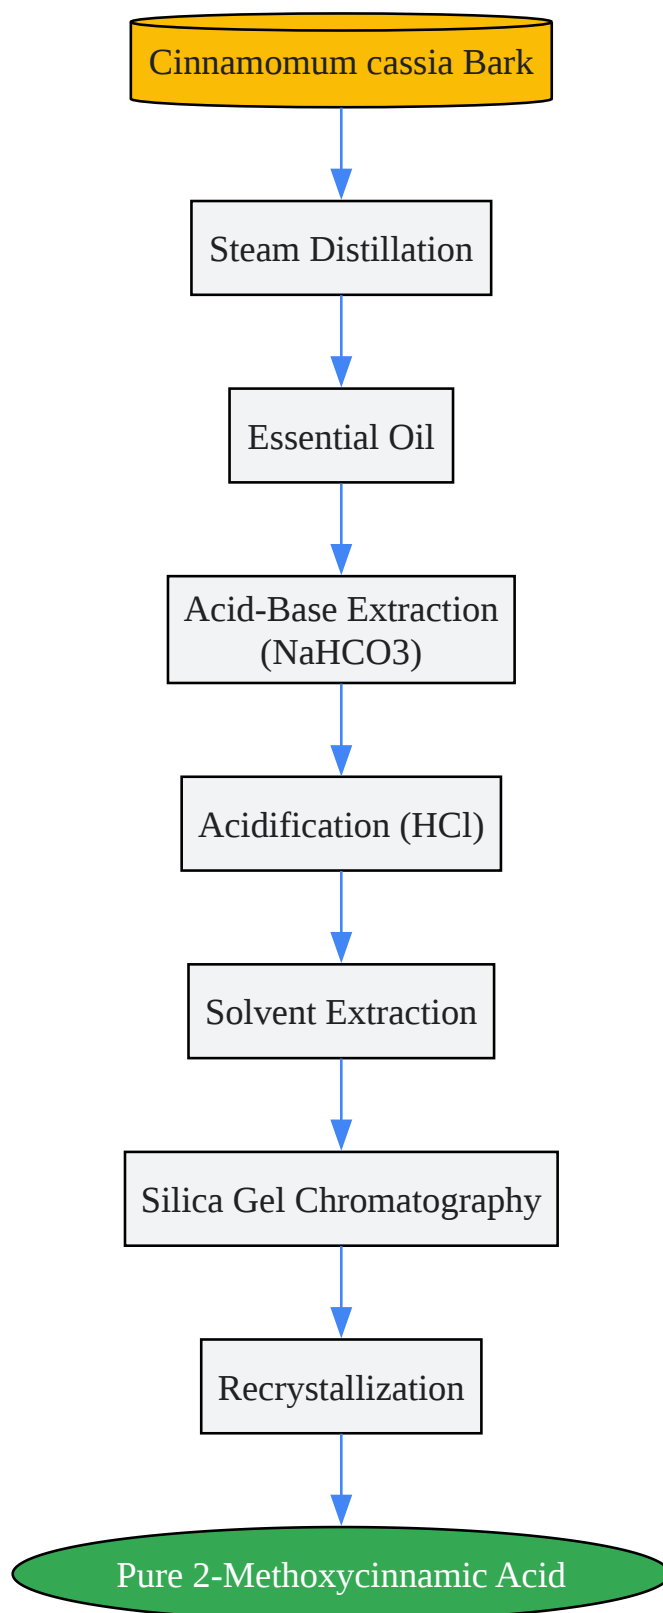 Cinnamomum cassia Bark
Steam Distillation
Essential Oil
Acid-Base Extraction
(NaHCO3)
Acidification (HCl)
Solvent Extraction
Silica Gel Chromatography
Recrystallization
Pure 2-Methoxycinnamic Acid